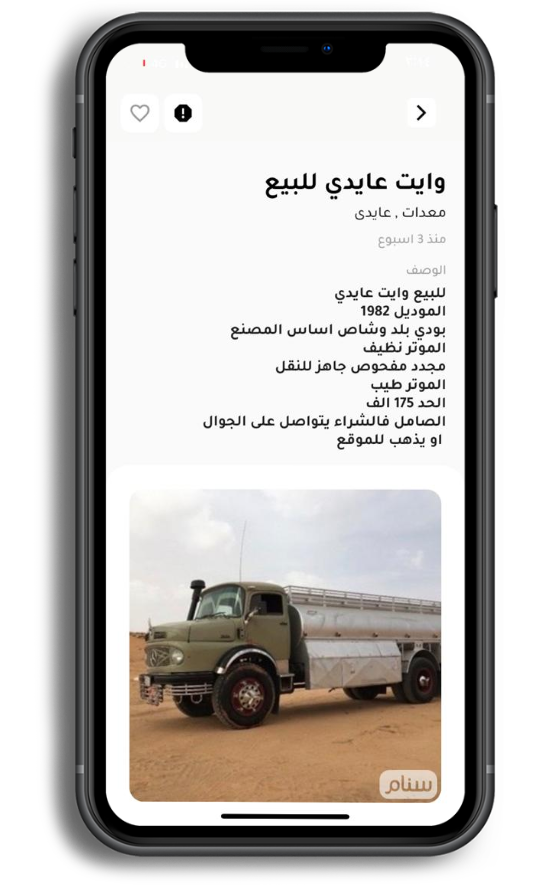 وايت عايدي للبيع
معدات , عايدى
منذ 3 اسبوع
الوصف
للبيع وايت عايدي
الموديل 1982
بودي بلد وشاص اساس المصنع
الموتر نظيف
مجدد مفحوص جاهز للنقل
الموتر طيب
الحد 175 الف
الصامل فالشراء يتواصل على الجوال
او يذهب للموقع
سنام